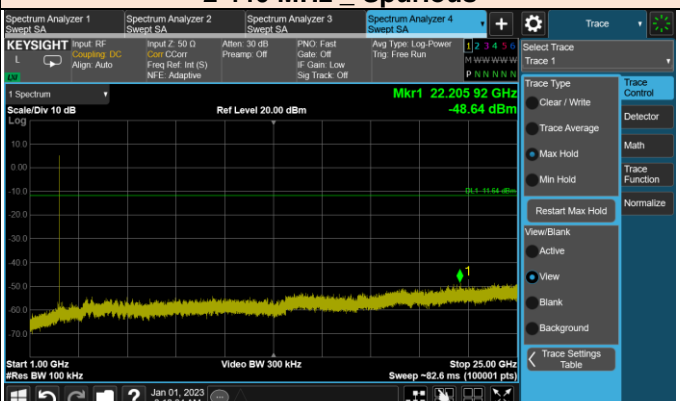 2440 MHz _ Spurious
Spectrum Analyzer 1
Swept SA
Spectrum Analyzer 2
Swept SA
Spectrum Analyzer 3
Swept SA
Spectrum Analyzer 4
Swept SA
Trace
KEYSIGHT
L
LXI
Input: RF
Coupling: DC
Align: Auto
Input Z: 50 Ω
Corr CCorr
Freq Ref: Int (S)
NFE: Adaptive
Atten: 30 dB
Preamp: Off
PNO: Fast
Gate: Off
IF Gain: Low
Sig Track: Off
Avg Type: Log-Power
Trig: Free Run
1 2 3 4 5 6
M W W W W W
P N N N N N
Select Trace
Trace 1
1 Spectrum
Mkr1 22.205 92 GHz
Scale/Div 10 dB
Ref Level 20.00 dBm
-48.64 dBm
Log
10.0
0.00
-10.0
DL1 -11.64 dBm
-20.0
-30.0
-40.0
1
-50.0
-60.0
-70.0
Start 1.00 GHz
Video BW 300 kHz
Stop 25.00 GHz
#Res BW 100 kHz
Sweep ~82.6 ms (100001 pts)
Trace Type
Clear / Write
Trace Average
Max Hold
Min Hold
Restart Max Hold
View/Blank
Active
View
Blank
Background
Trace Settings
Table
Trace
Control
Detector
Math
Trace
Function
Normalize
Jan 01, 2023